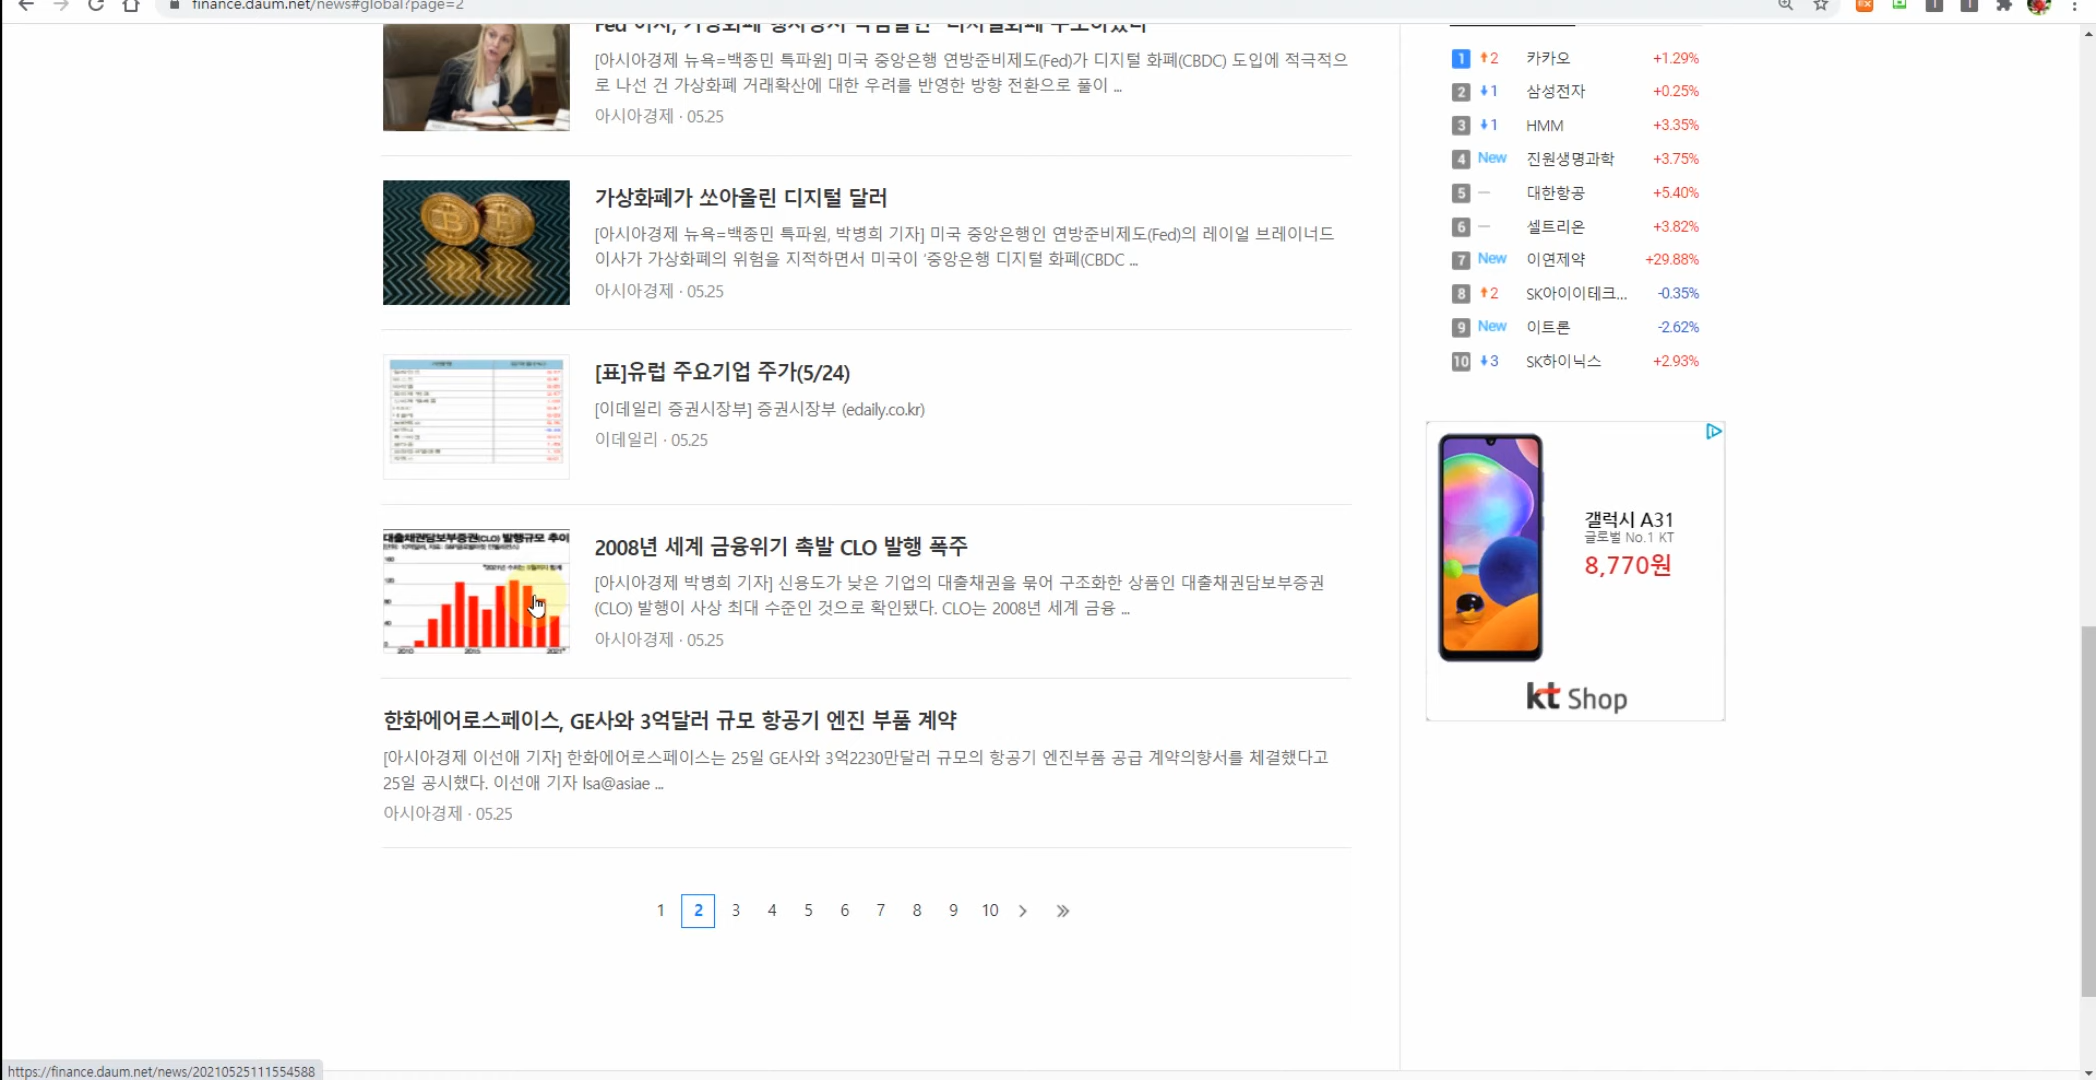 finance.daum.net/news#global?page=2
[아시아경제 뉴욕=백종민 특파원] 미국 중앙은행 연방준비제도(Fed)가 디지털 화폐(CBDC) 도입에 적극적으
로 나선 건 가상화폐 거래확산에 대한 우려를 반영한 방향 전환으로 풀이 ...
아시아경제 · 05.25
가상화폐가 쏘아올린 디지털 달러
[아시아경제 뉴욕=백종민 특파원, 박병희 기자] 미국 중앙은행인 연방준비제도(Fed)의 레이얼 브레이너드
이사가 가상화폐의 위험을 지적하면서 미국이 '중앙은행 디지털 화폐(CBDC ...
아시아경제 · 05.25
[표]유럽 주요기업 주가(5/24)
[이데일리 증권시장부] 증권시장부 (edaily.co.kr)
이데일리 · 05.25
대출채권담보부증권(CLO) 발행규모 추이
2010 2015 2021*
2008년 세계 금융위기 촉발 CLO 발행 폭주
[아시아경제 박병희 기자] 신용도가 낮은 기업의 대출채권을 묶어 구조화한 상품인 대출채권담보부증권
(CLO) 발행이 사상 최대 수준인 것으로 확인됐다. CLO는 2008년 세계 금융 ...
아시아경제 · 05.25
한화에어로스페이스, GE사와 3억달러 규모 항공기 엔진 부품 계약
[아시아경제 이선애 기자] 한화에어로스페이스는 25일 GE사와 3억2230만달러 규모의 항공기 엔진부품 공급 계약의향서를 체결했다고
25일 공시했다. 이선애 기자 lsa@asiae ...
아시아경제 · 05.25
1 2 3 4 5 6 7 8 9 10
1 2 카카오 +1.29%
2 1 삼성전자 +0.25%
3 1 HMM +3.35%
4 New 진원생명과학 +3.75%
5 대한항공 +5.40%
6 셀트리온 +3.82%
7 New 이연제약 +29.88%
8 2 SK아이이테크... -0.35%
9 New 이트론 -2.62%
10 3 SK하이닉스 +2.93%
갤럭시 A31
글로벌 No.1 KT
8,770원
kt Shop
https://finance.daum.net/news/20210525111554588